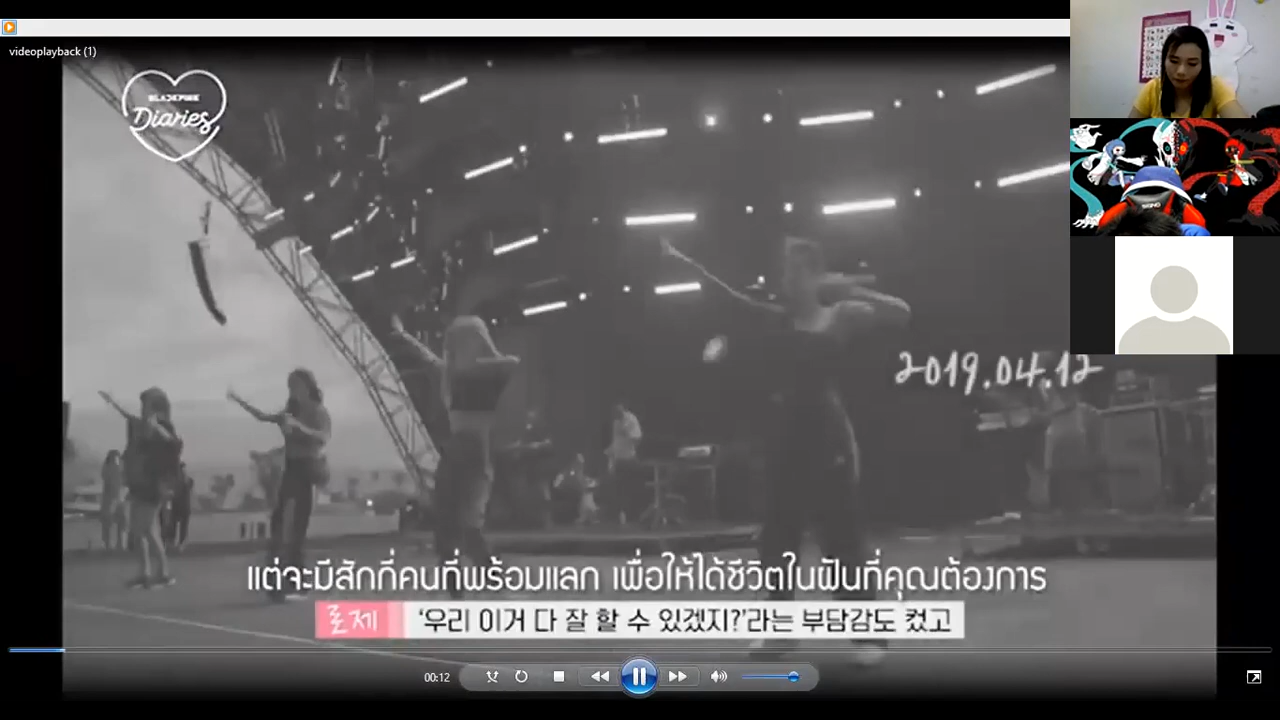 videoplayback (1)
BLACKPINK
Diaries
2019.04.12
แต่จะมีสักกี่คนที่พร้อมแลก เพื่อให้ได้ชีวิตในฝันที่คุณต้องการ
로제 '우리 이거 다 잘 할 수 있겠지?'라는 부담감도 컸고
00:12